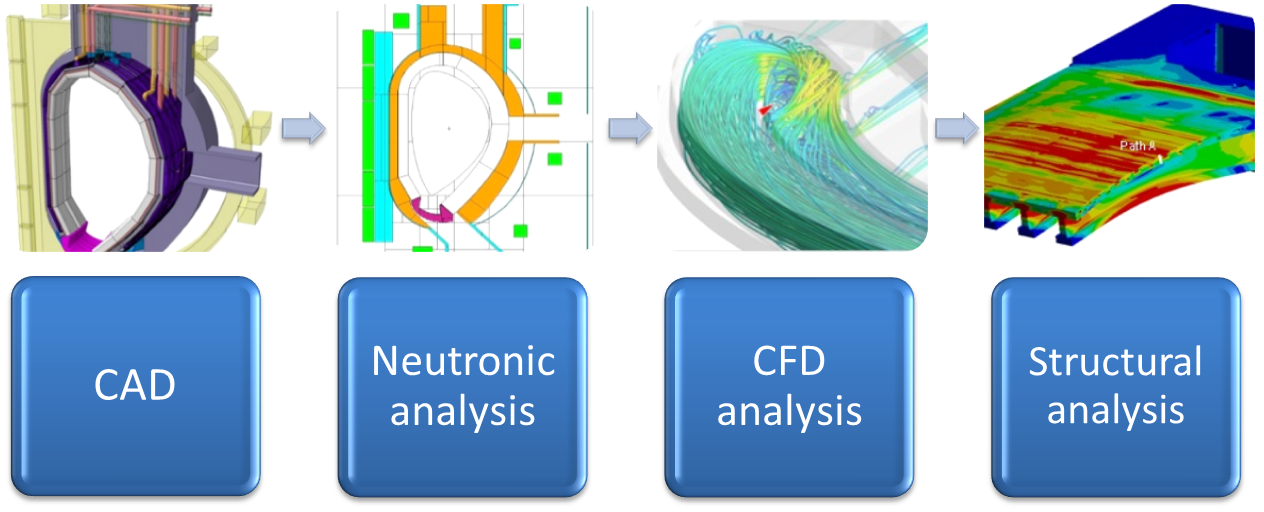 Path A
CAD
Neutronic
analysis
CFD
analysis
Structural
analysis